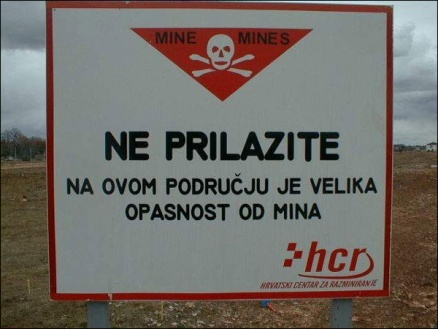 MINE MINES
NE PRILAZITE
NA OVOM PODRUČJU JE VELIKA
OPASNOST OD MINA
hcr
HRVATSKI CENTAR ZA RAZMINIRANJE